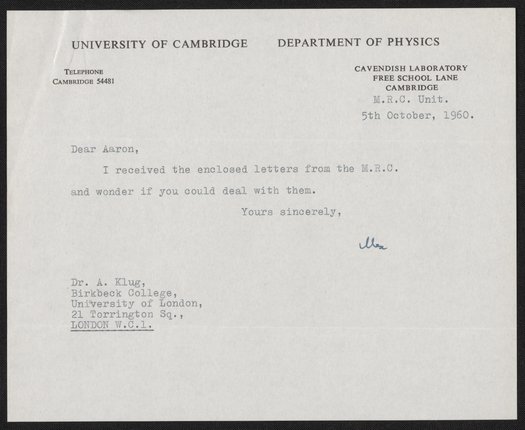 UNIVERSITY OF CAMBRIDGE DEPARTMENT OF PHYSICS
TELEPHONE
CAMBRIDGE 54481
CAVENDISH LABORATORY
FREE SCHOOL LANE
CAMBRIDGE
M.R.C. Unit.
5th October, 1960.
Dear Aaron,
I received the enclosed letters from the M.R.C.
and wonder if you could deal with them.
Yours sincerely,
Max
Dr. A. Klug,
Birkbeck College,
University of London,
21 Torrington Sq.,
LONDON W.C.1.